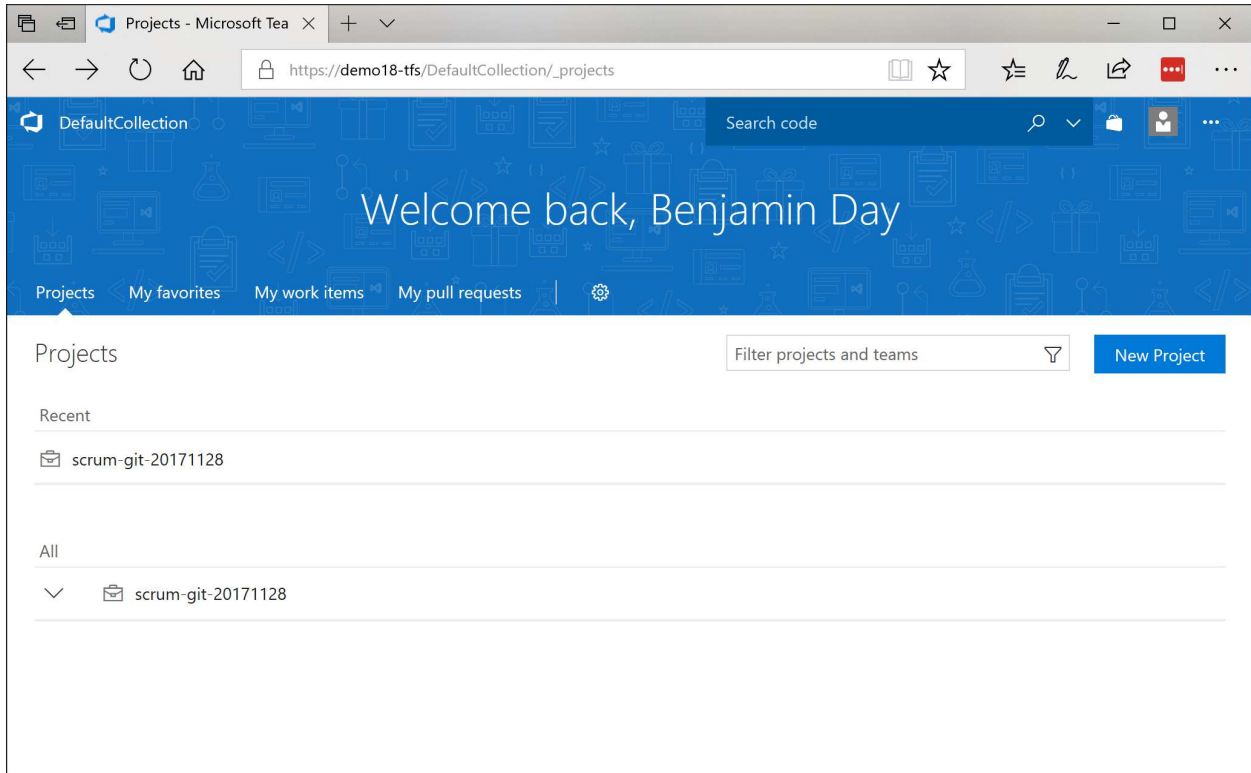 Projects - Microsoft Tea
https://demo18-tfs/DefaultCollection/_projects
DefaultCollection
Search code
Welcome back, Benjamin Day
Projects My favorites My work items My pull requests
Projects
Filter projects and teams
New Project
Recent
scrum-git-20171128
All
scrum-git-20171128